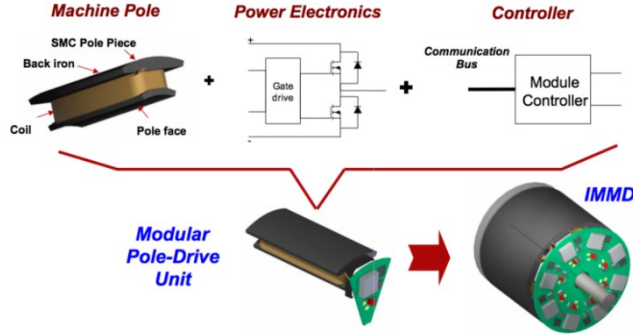 Machine Pole
Power Electronics
Controller
SMC Pole Piece
Back iron
Coil
Pole face
+
+
Gate
drive
-
+
Communication
Bus
Module
Controller
Modular
Pole-Drive
Unit
IMMD